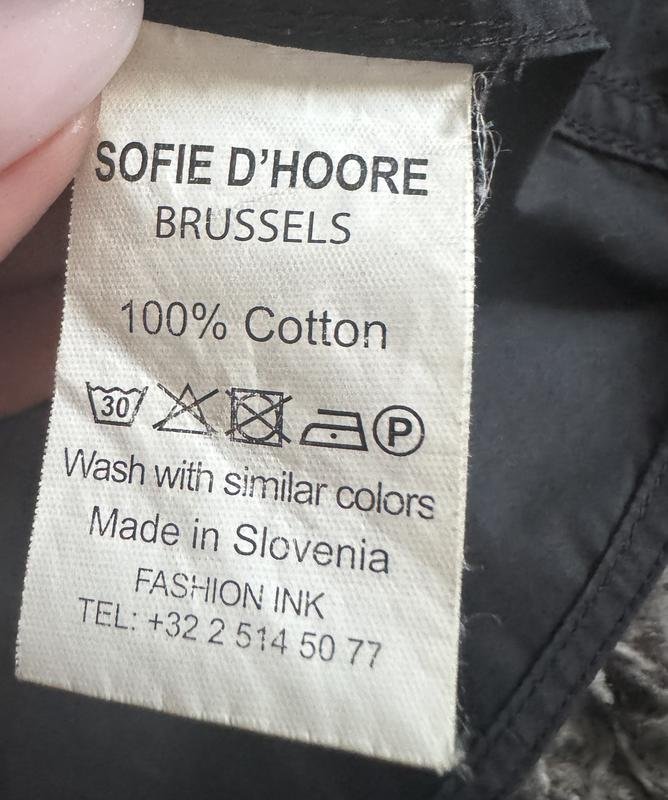 SOFIE D'HOORE
BRUSSELS
100% Cotton
30 P
Wash with similar colors
Made in Slovenia
FASHION INK
TEL: +32 2 514 50 77